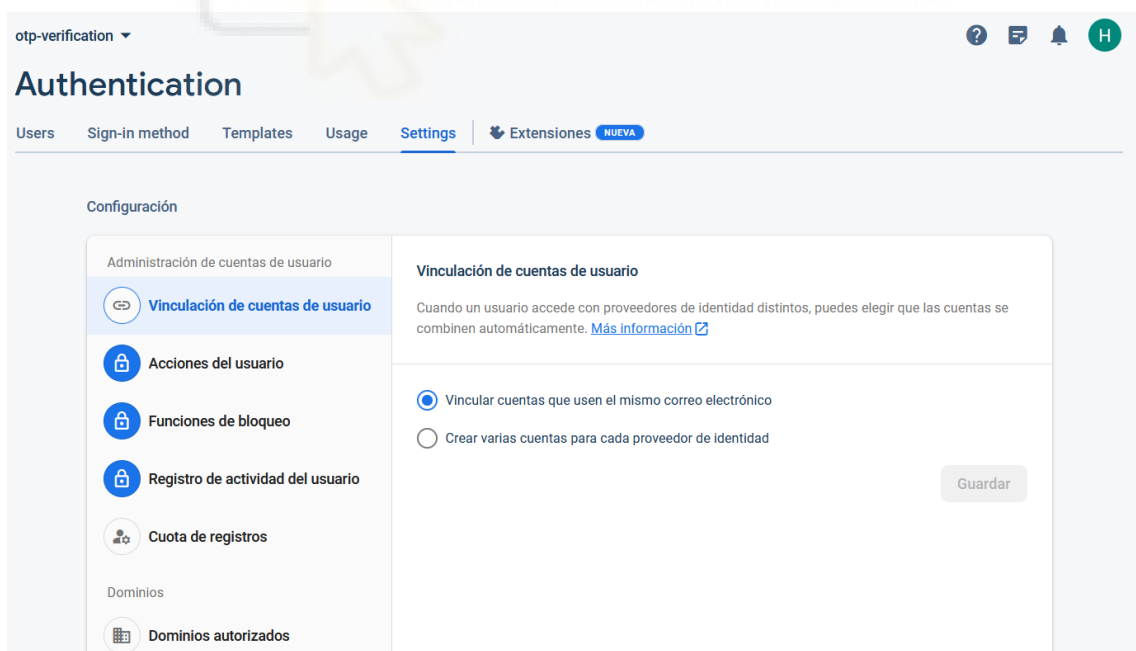 otp-verification
H
Authentication
Users Sign-in method Templates Usage Settings Extensiones NUEVA
Configuración
Administración de cuentas de usuario
Vinculación de cuentas de usuario
Acciones del usuario
Funciones de bloqueo
Registro de actividad del usuario
Cuota de registros
Dominios
Dominios autorizados
Vinculación de cuentas de usuario
Cuando un usuario accede con proveedores de identidad distintos, puedes elegir que las cuentas se
combinen automáticamente. Más información
Vincular cuentas que usen el mismo correo electrónico
Crear varias cuentas para cada proveedor de identidad
Guardar